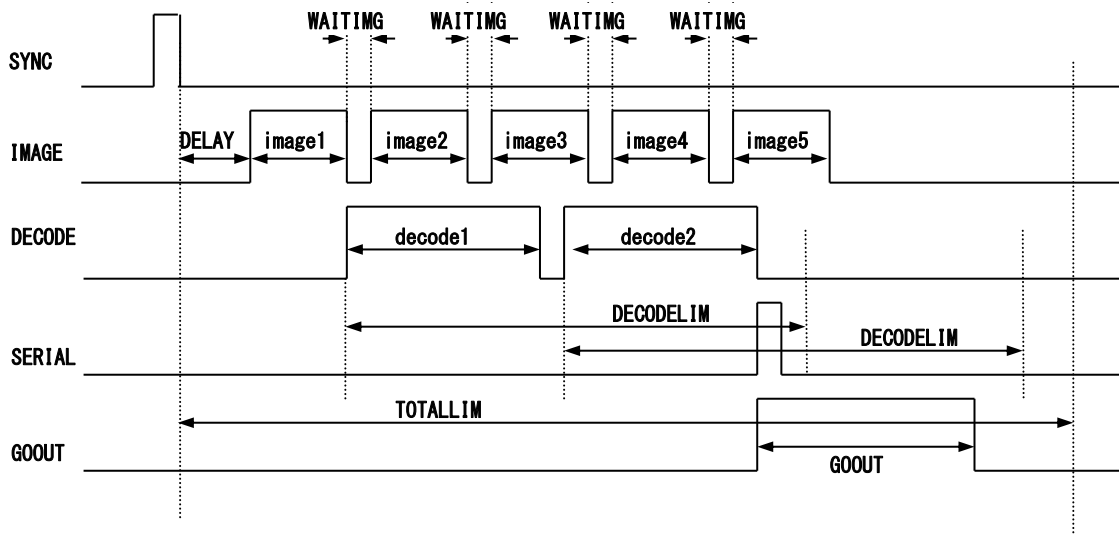 WAITIMG WAITIMG WAITIMG WAITIMG
SYNC
DELAY image1 image2 image3 image4 image5
IMAGE
DECODE decode1 decode2
DECODELIM
DECODELIM
SERIAL
TOTALLIM
GOOUT
GOOUT